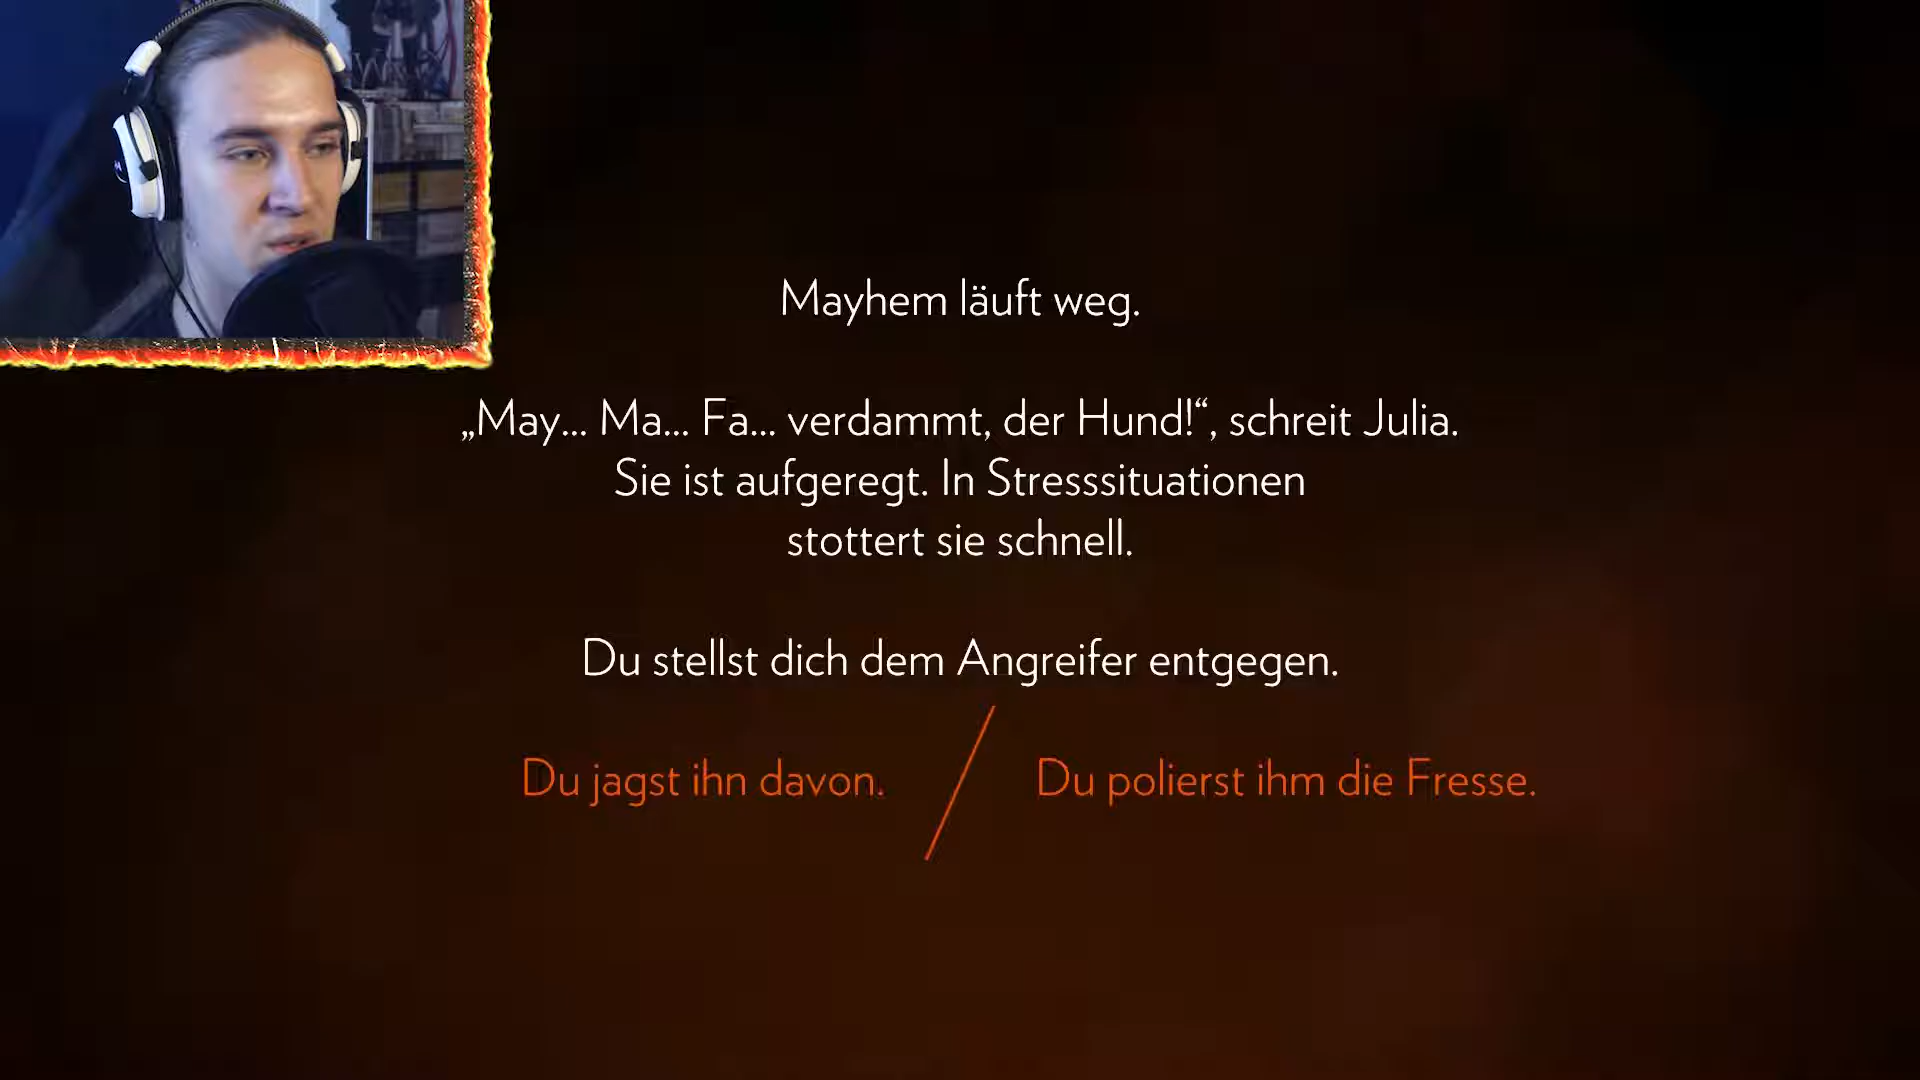 Mayhem läuft weg.
„May... Ma... Fa... verdammt, der Hund!“, schreit Julia.
Sie ist aufgeregt. In Stresssituationen
stottert sie schnell.
Du stellst dich dem Angreifer entgegen.
Du jagst ihn davon.
Du polierst ihm die Fresse.